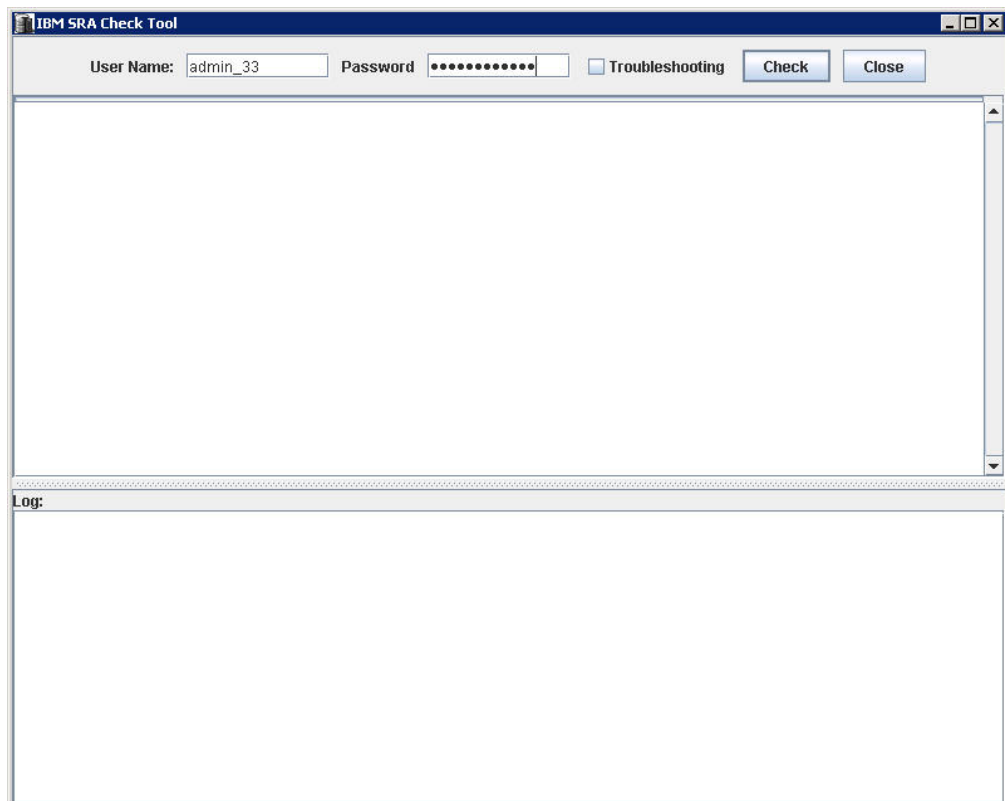 IBM SRA Check Tool
User Name: admin_33 Password •••••••••••• Troubleshooting Check Close
Log: